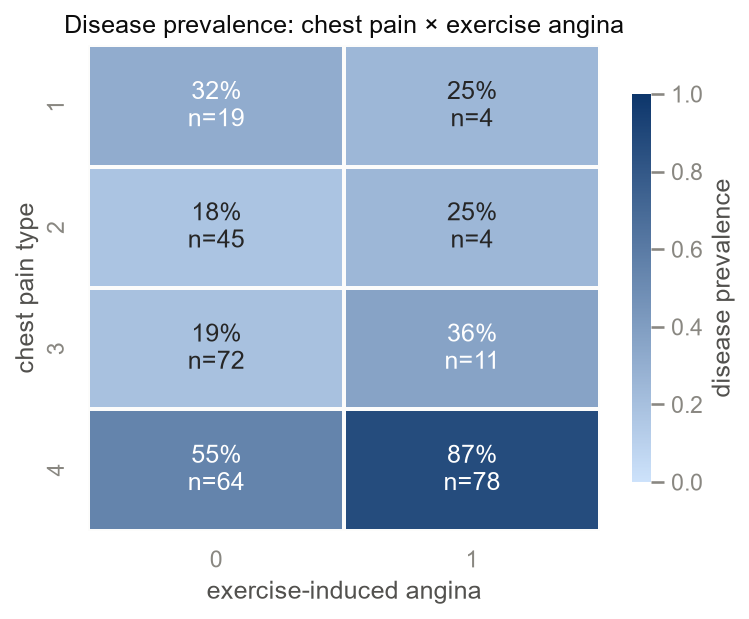 Disease prevalence: chest pain × exercise angina
chest pain type
1
32%
n=19
25%
n=4
2
18%
n=45
25%
n=4
3
19%
n=72
36%
n=11
4
55%
n=64
87%
n=78
0
1
exercise-induced angina
1.0
0.8
0.6
0.4
0.2
0.0
disease prevalence